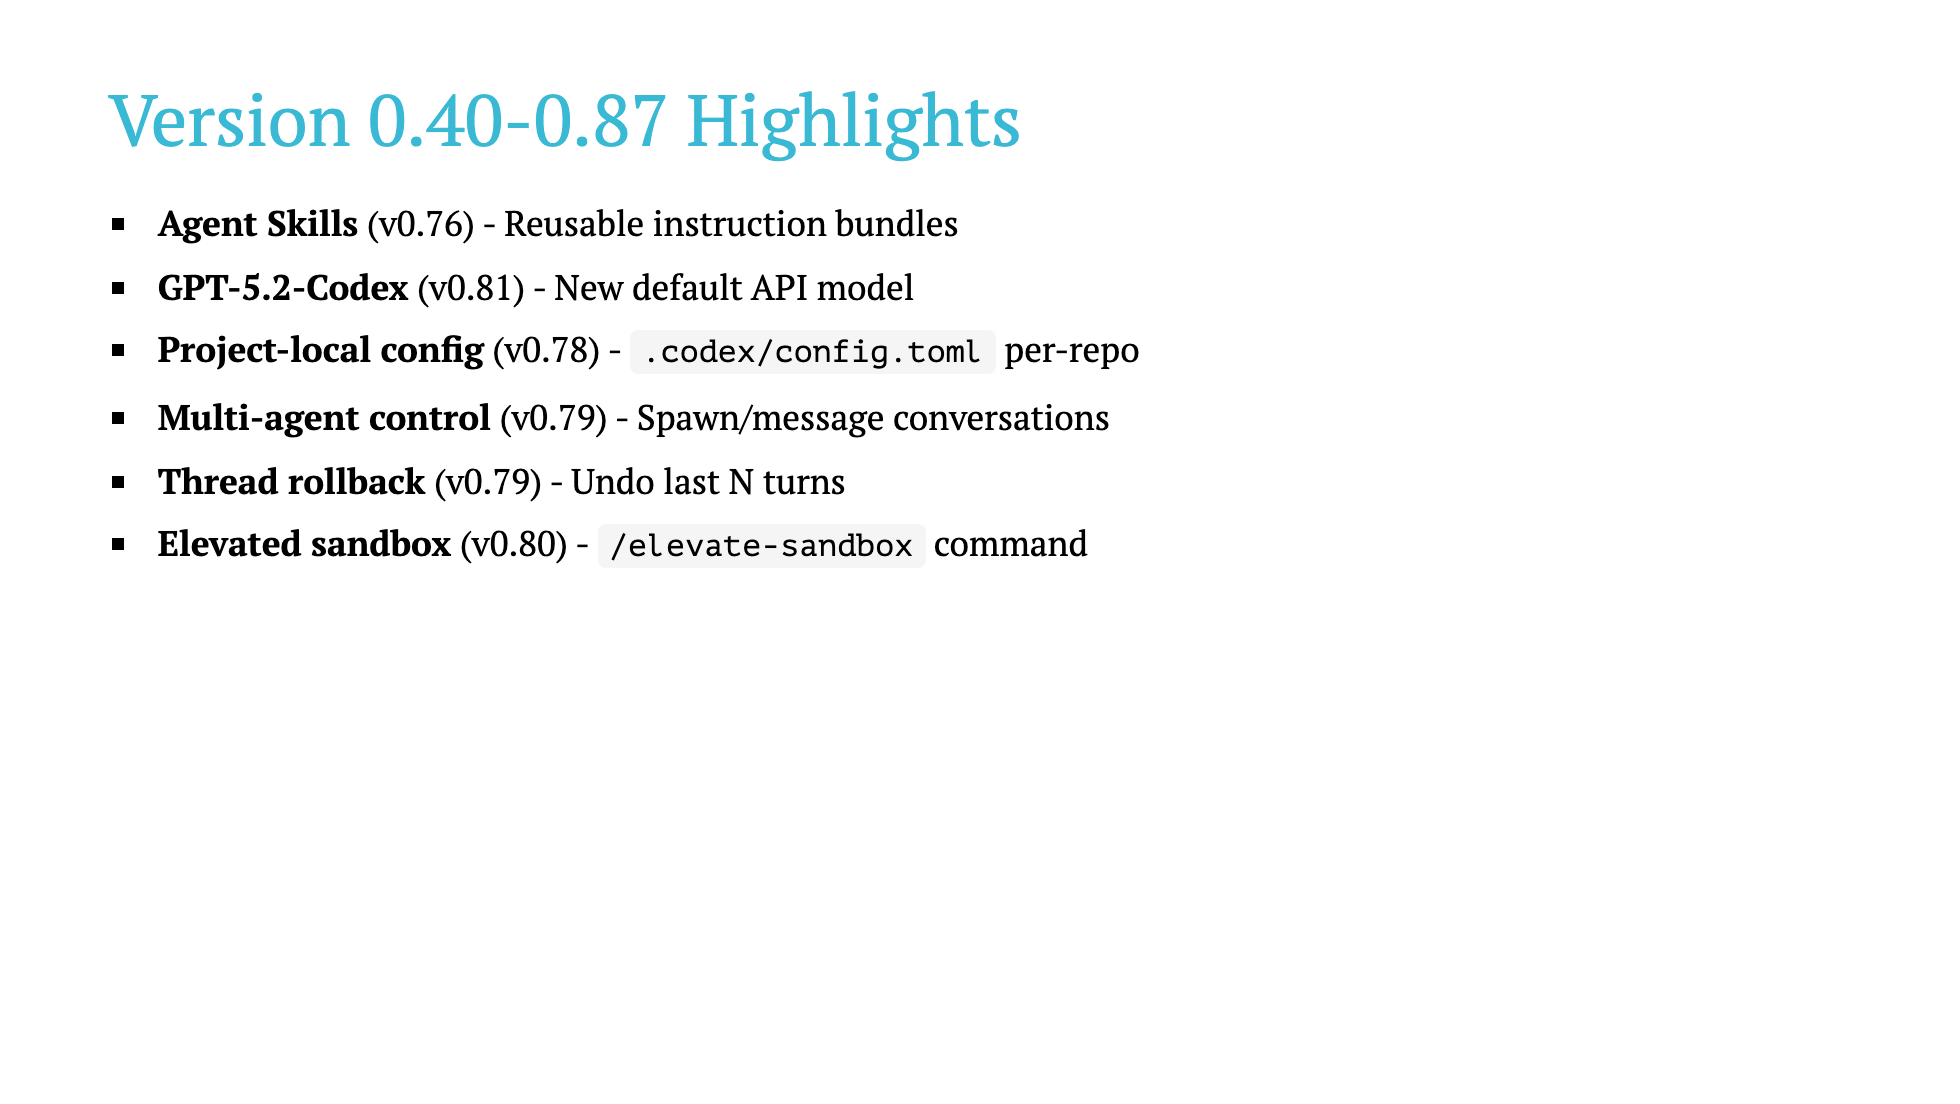 Version 0.40-0.87 Highlights
▪ Agent Skills (v0.76) - Reusable instruction bundles
▪ GPT-5.2-Codex (v0.81) - New default API model
▪ Project-local config (v0.78) - .codex/config.toml per-repo
▪ Multi-agent control (v0.79) - Spawn/message conversations
▪ Thread rollback (v0.79) - Undo last N turns
▪ Elevated sandbox (v0.80) - /elevate-sandbox command